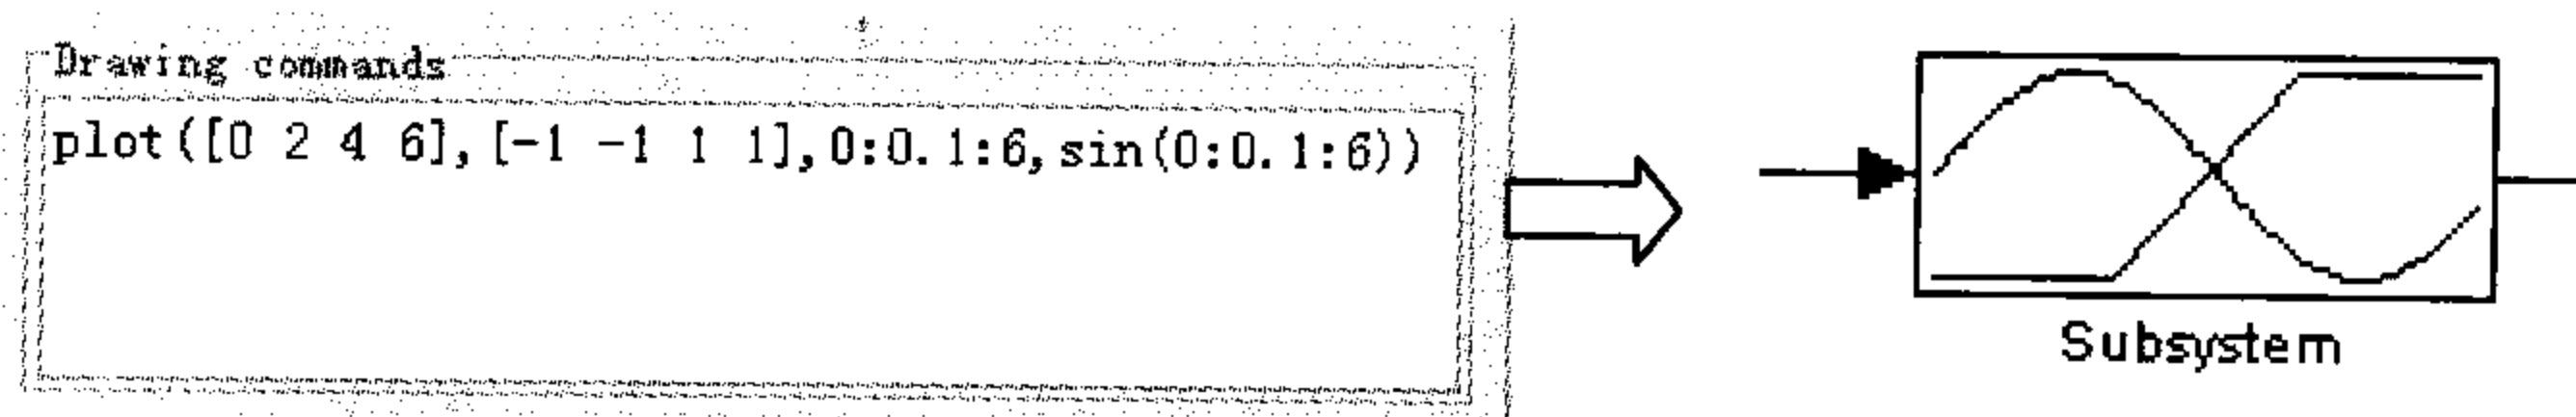 Drawing commands
plot([0 2 4 6],[-1 -1 1 1],0:0.1:6,sin(0:0.1:6))
Subsystem